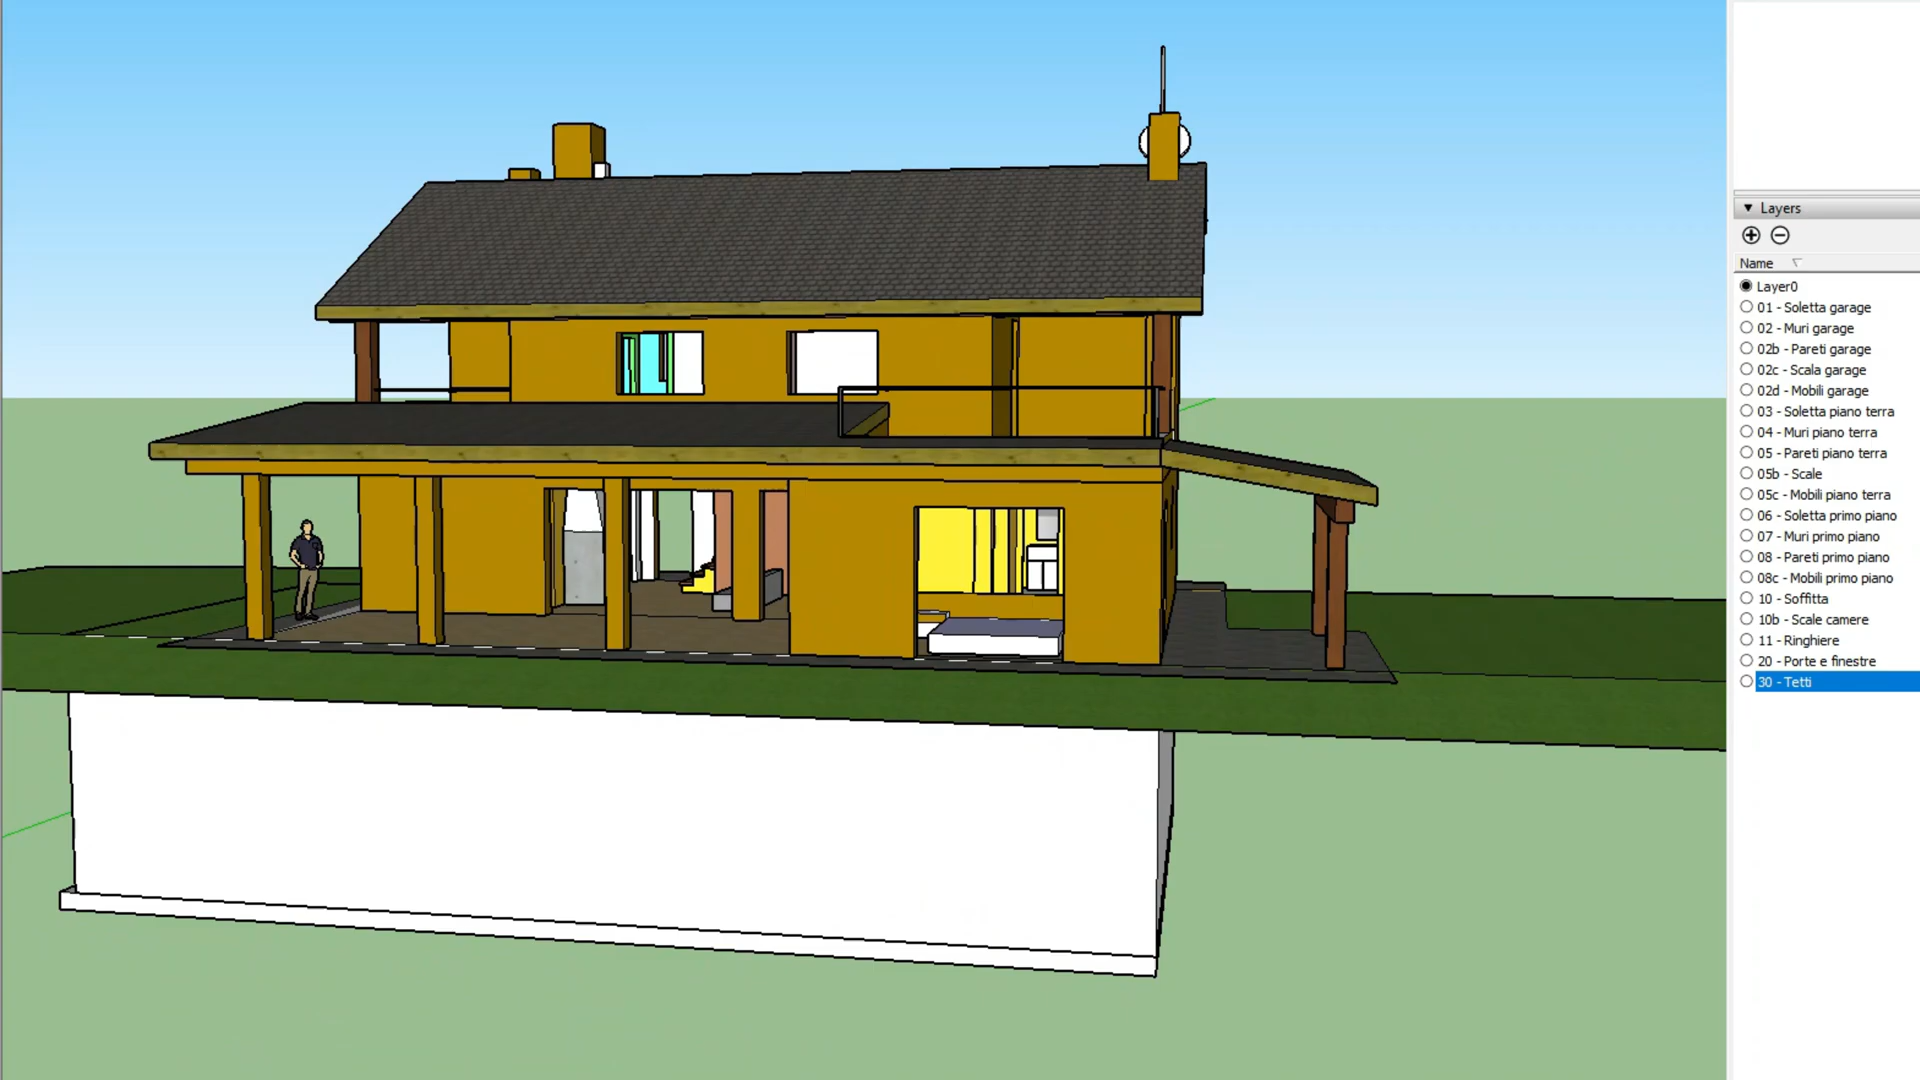 Layers
Name
Layer0
01 - Soletta garage
02 - Muri garage
02b - Pareti garage
02c - Scala garage
02d - Mobili garage
03 - Soletta piano terra
04 - Muri piano terra
05 - Pareti piano terra
05b - Scale
05c - Mobili piano terra
06 - Soletta primo piano
07 - Muri primo piano
08 - Pareti primo piano
08c - Mobili primo piano
10 - Soffitta
10b - Scale camere
11 - Ringhiere
20 - Porte e finestre
30 - Tetti